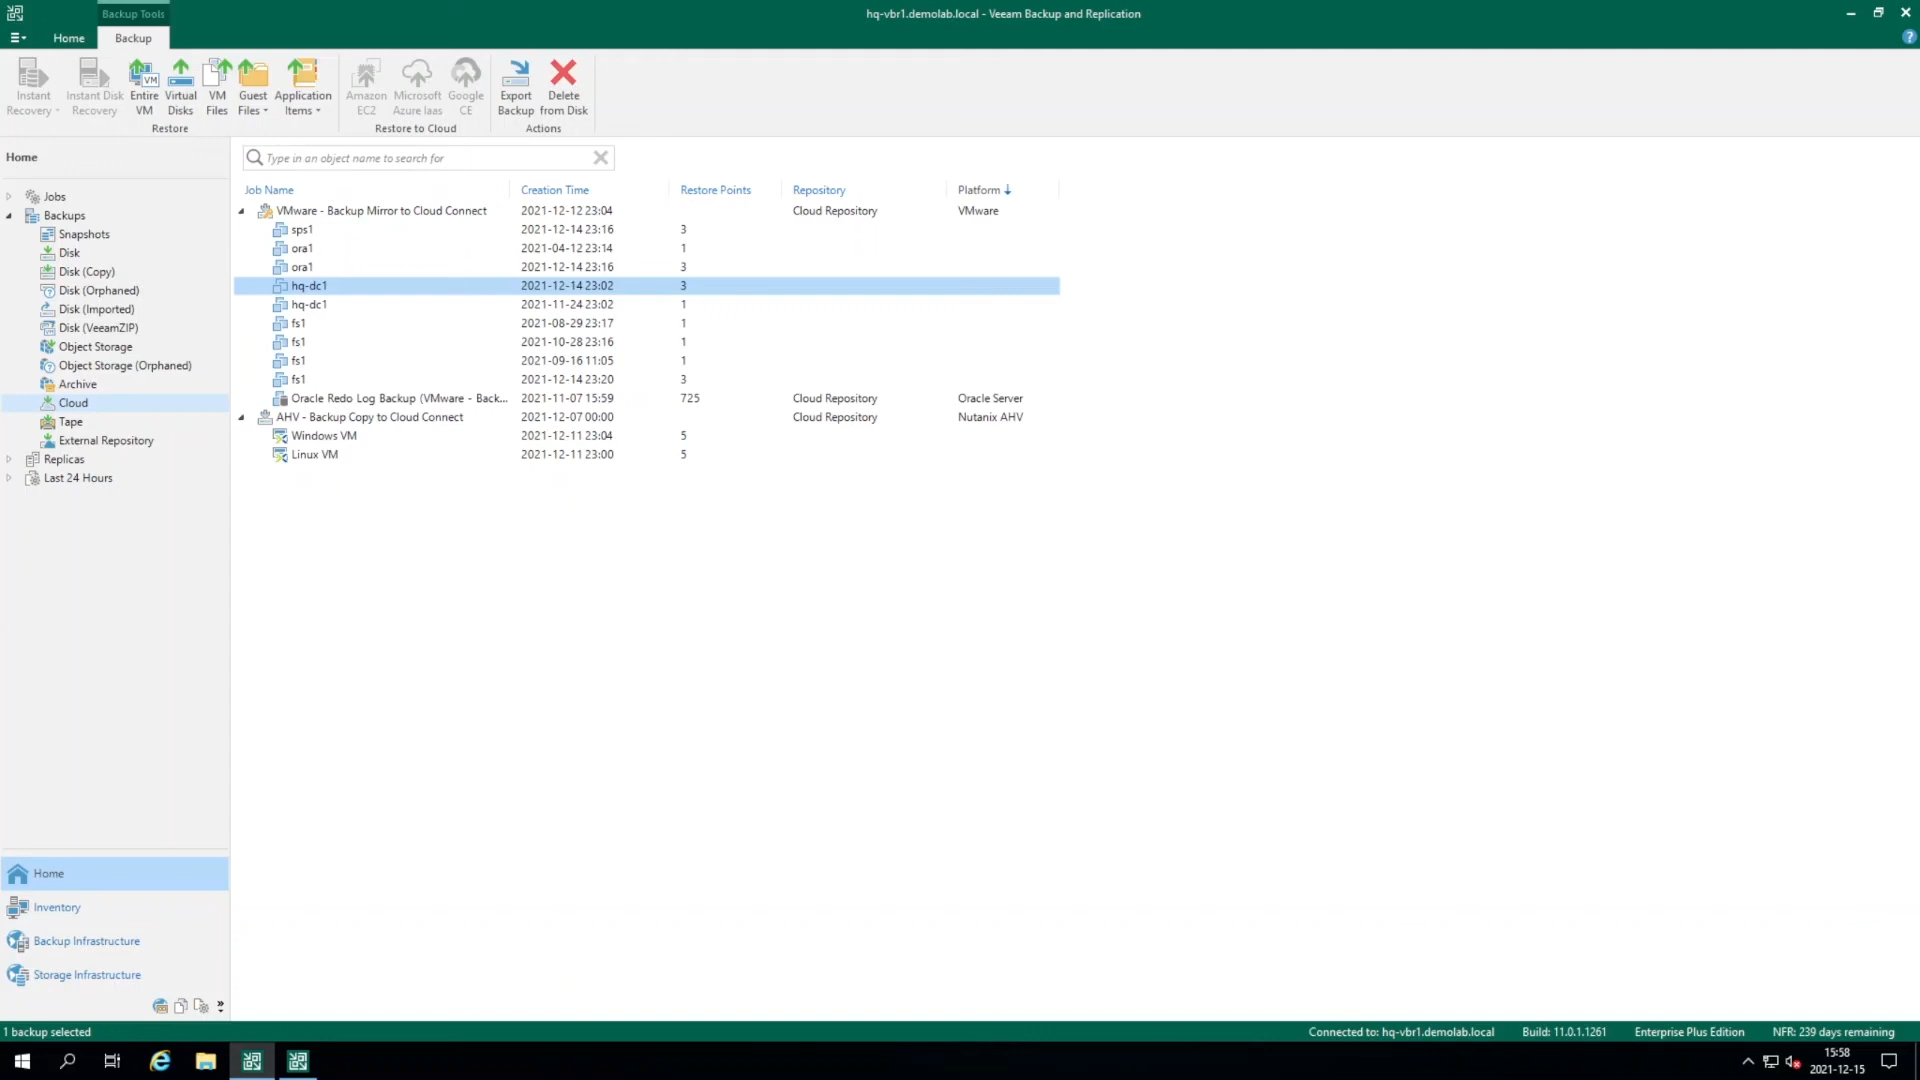 Backup Tools
hq-vbr1.demolab.local - Veeam Backup and Replication
Home
Backup
Instant Recovery
Instant Disk Recovery
Entire VM
Virtual Disks
VM Files
Guest Files
Application Items
Restore
Amazon EC2
Microsoft Azure IaaS
Google CE
Restore to Cloud
Export Backup
Delete from Disk
Actions
Home
Jobs
Backups
Snapshots
Disk
Disk (Copy)
Disk (Orphaned)
Disk (Imported)
Disk (VeeamZIP)
Object Storage
Object Storage (Orphaned)
Archive
Cloud
Tape
External Repository
Replicas
Last 24 Hours
Home
Inventory
Backup Infrastructure
Storage Infrastructure
Type in an object name to search for
Job Name Creation Time Restore Points Repository Platform
VMware - Backup Mirror to Cloud Connect 2021-12-12 23:04 Cloud Repository VMware
sps1 2021-12-14 23:16 3
ora1 2021-04-12 23:14 1
ora1 2021-12-14 23:16 3
hq-dc1 2021-12-14 23:02 3
hq-dc1 2021-11-24 23:02 1
fs1 2021-08-29 23:17 1
fs1 2021-10-28 23:16 1
fs1 2021-09-16 11:05 1
fs1 2021-12-14 23:20 3
Oracle Redo Log Backup (VMware - Back... 2021-11-07 15:59 725 Cloud Repository Oracle Server
AHV - Backup Copy to Cloud Connect 2021-12-07 00:00 Cloud Repository Nutanix AHV
Windows VM 2021-12-11 23:04 5
Linux VM 2021-12-11 23:00 5
1 backup selected
Connected to: hq-vbr1.demolab.local Build: 11.0.1.1261 Enterprise Plus Edition NFR: 239 days remaining
15:58
2021-12-15